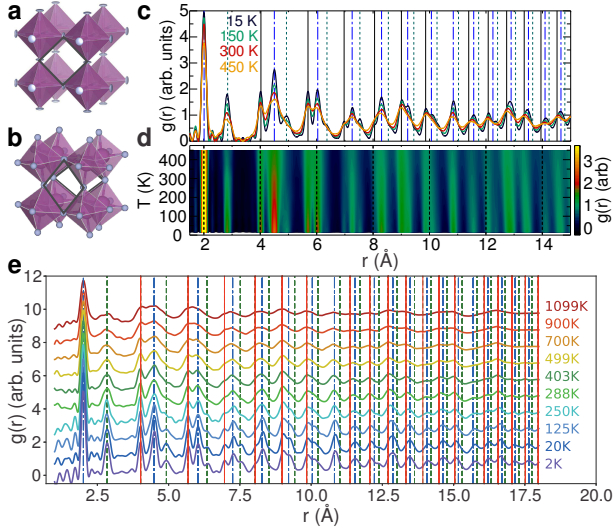 a
b
c
g(r) (arb. units)
5
4
3
2
1
0
15 K
150 K
300 K
450 K
d
T (K)
400
300
200
100
0
2
4
6
8
10
12
14
r (Å)
3
2
1
0
g(r) (arb)
e
g(r) (arb. units)
12
10
8
6
4
2
0
1099K
900K
700K
499K
403K
288K
250K
125K
20K
2K
2.5
5.0
7.5
10.0
12.5
15.0
17.5
20.0
r (Å)